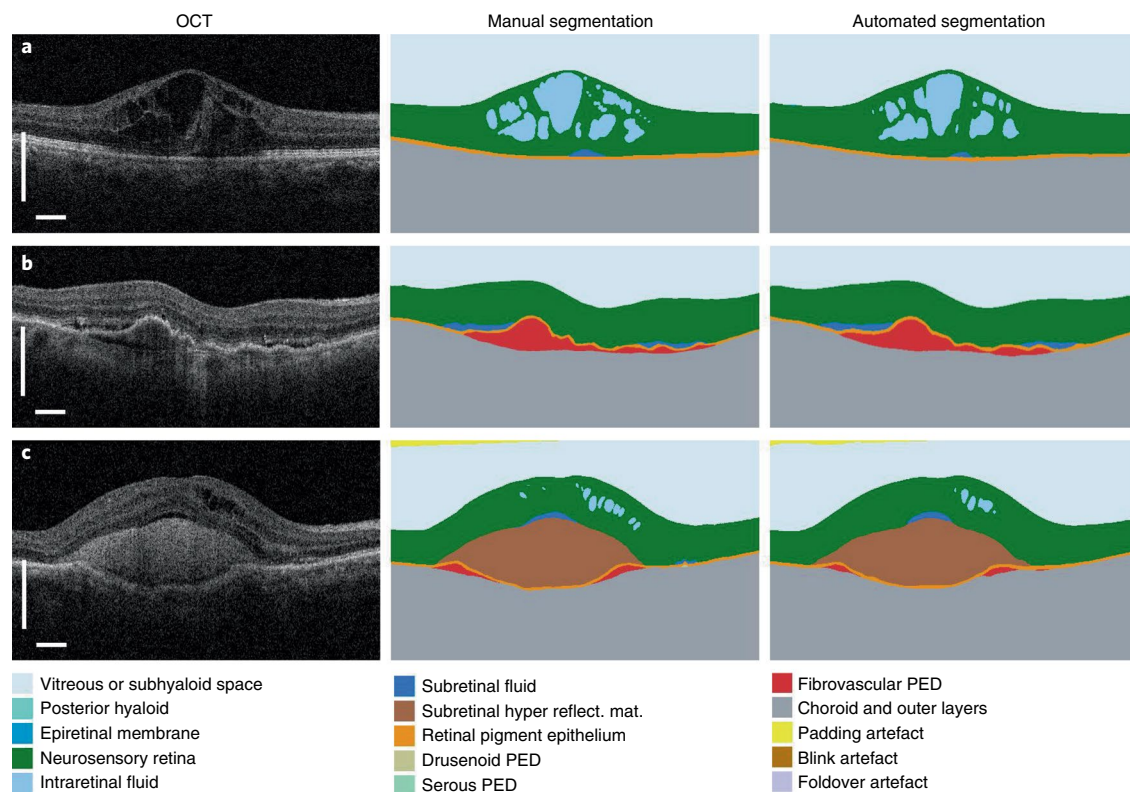 OCT
Manual segmentation
Automated segmentation
a
b
c
Vitreous or subhyaloid space
Posterior hyaloid
Epiretinal membrane
Neurosensory retina
Intraretinal fluid
Subretinal fluid
Subretinal hyper reflect. mat.
Retinal pigment epithelium
Drusenoid PED
Serous PED
Fibrovascular PED
Choroid and outer layers
Padding artefact
Blink artefact
Foldover artefact